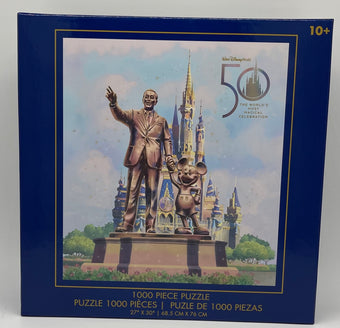 10+
Walt Disney World
50
THE WORLD'S
MOST
MAGICAL
CELEBRATION
1000 PIECE PUZZLE
PUZZLE 1000 PIÈCES | PUZLE DE 1000 PIEZAS
27" X 30" | 68.5 CM X 76 CM